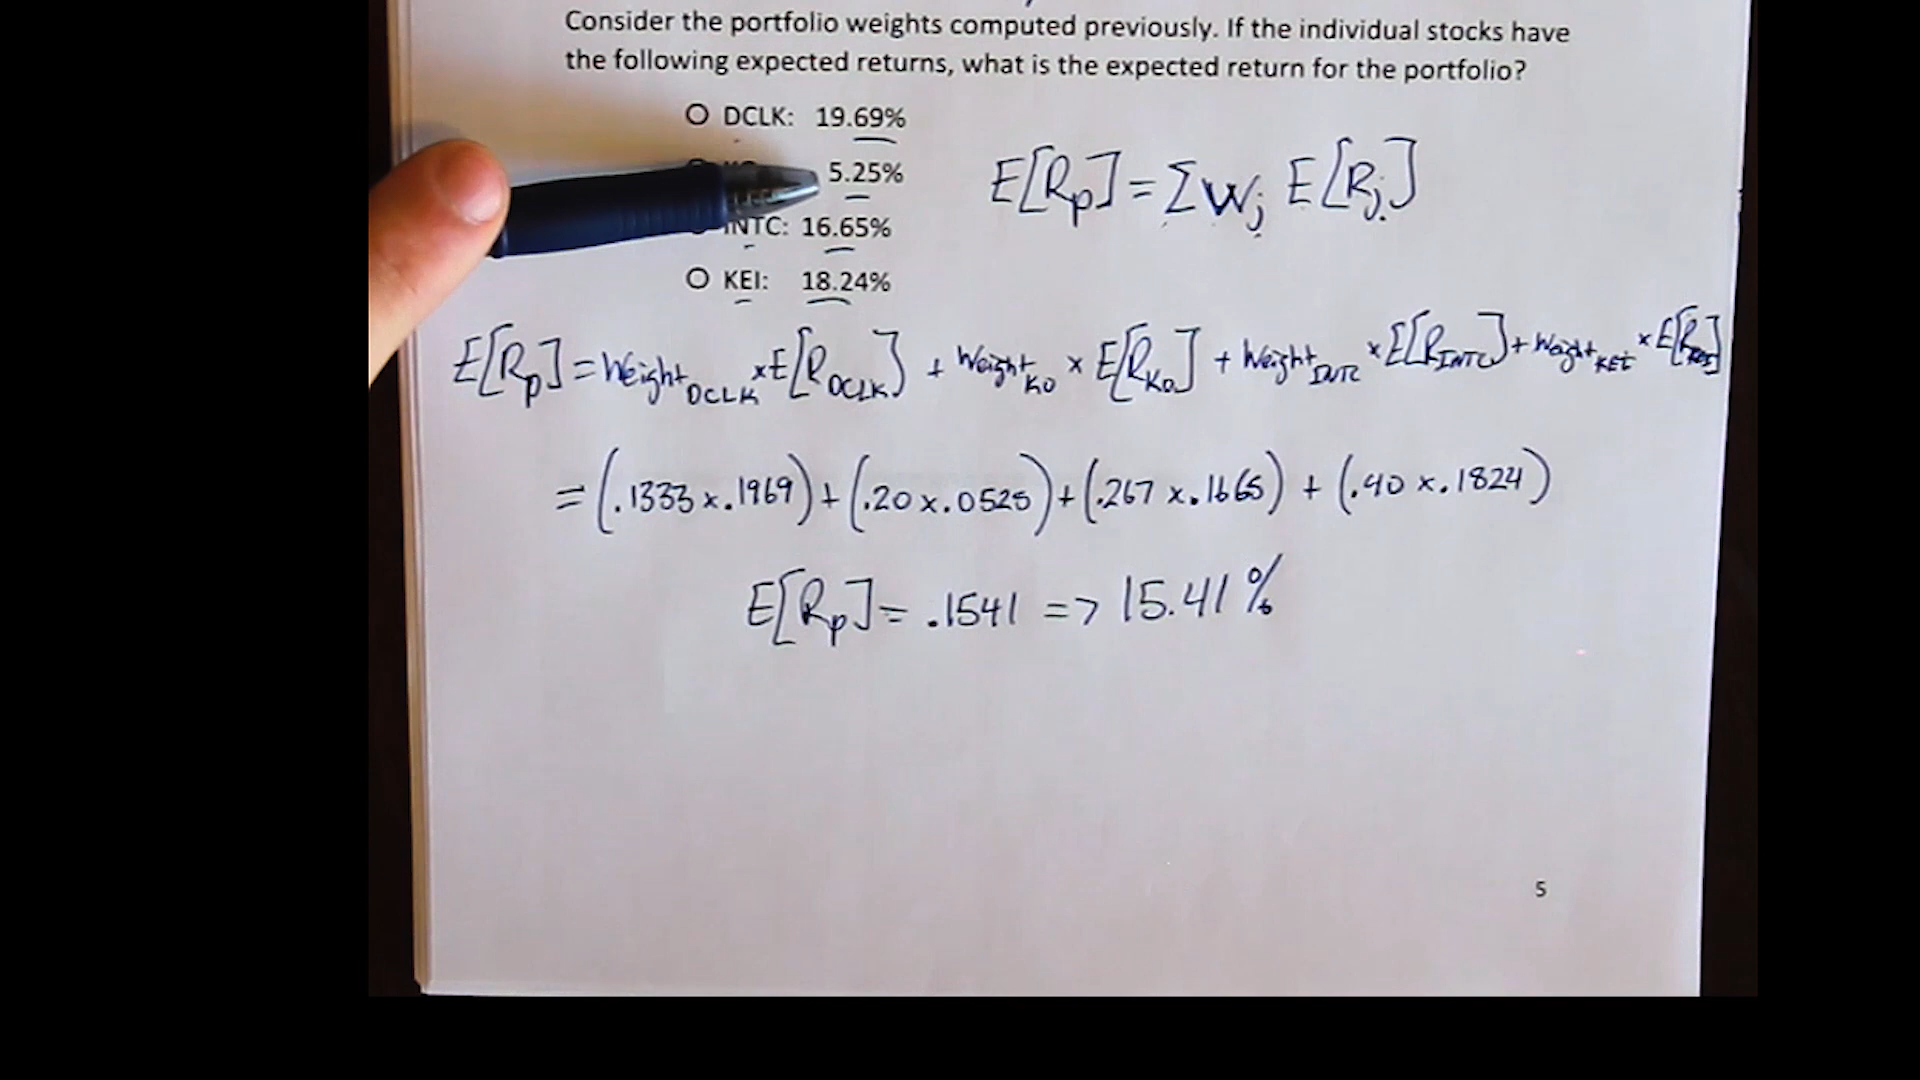 Consider the portfolio weights computed previously. If the individual stocks have
the following expected returns, what is the expected return for the portfolio?
DCLK: 19.69%
5.25%
INTC: 16.65%
KEI: 18.24%
E[Rp] = ΣWj E[Rj]
E[Rp] = Weight DCLK × E[R DCLK] + Weight KO × E[R KO] + Weight INTC × E[R INTC] + Weight KEI × E[R KEI]
= (.1333 x .1969) + (.20 x .0525) + (.267 x .1665) + (.40 x .1824)
E[Rp] = .1541 => 15.41%
5